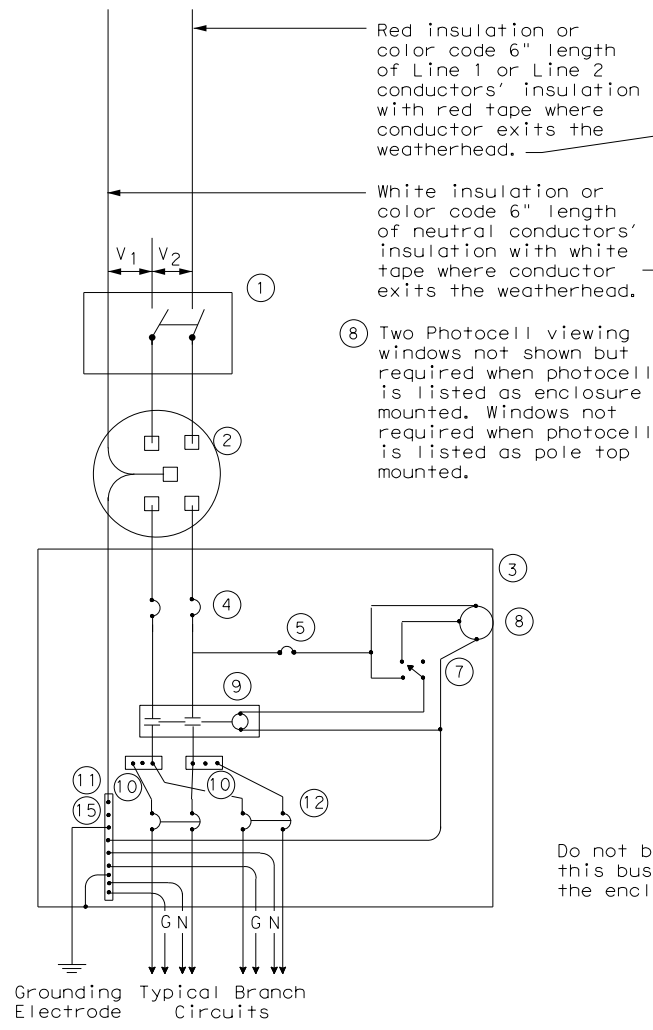 Red insulation or
color code 6" length
of Line 1 or Line 2
conductors' insulation
with red tape where
conductor exits the
weatherhead.
White insulation or
color code 6" length
of neutral conductors'
insulation with white
tape where conductor
exits the weatherhead.
V1 V2
1
8 Two Photocell viewing
windows not shown but
required when photocell
is listed as enclosure
mounted. Windows not
required when photocell
is listed as pole top
mounted.
2
3
4
5
8
7
9
10 10
11
12
15
Do not b
this bus
the encl
G N G N
Grounding
Electrode
Typical Branch
Circuits